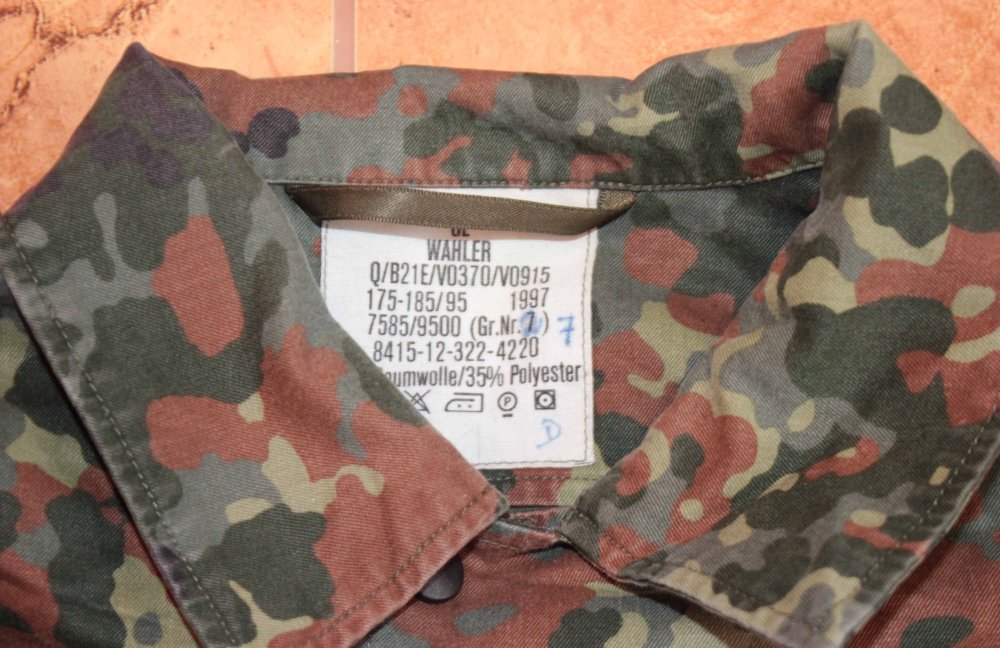 WAHLER
Q/B21E/V0370/V0915
175-185/95 1997
7585/9500 (Gr.Nr. ) 7
8415-12-322-4220
aumwolle/35% Polyester
P
D